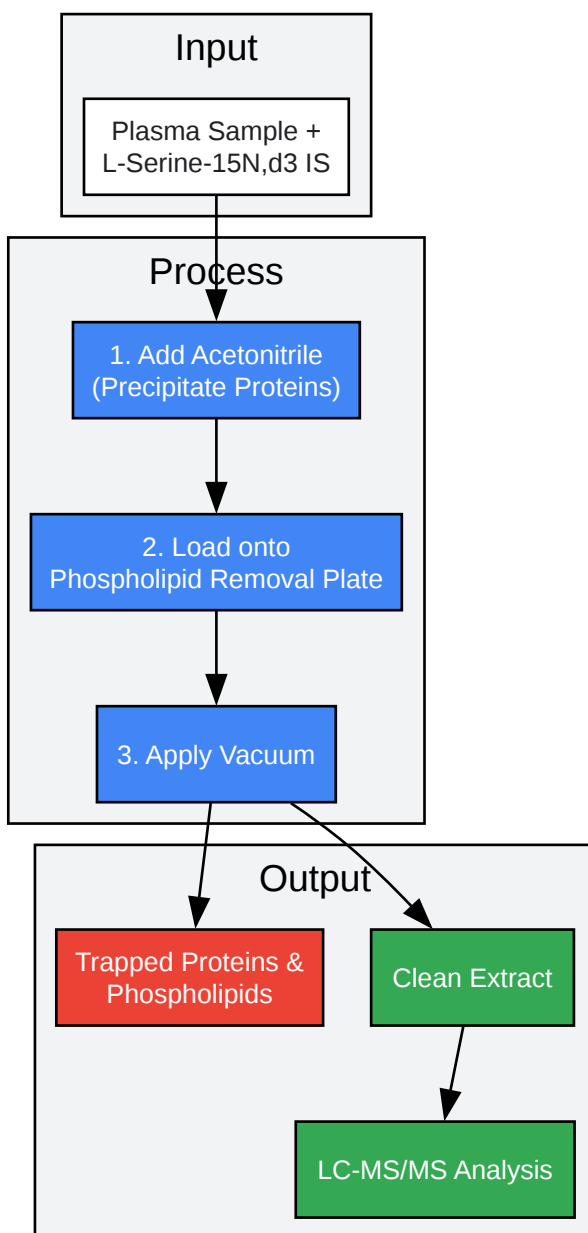 Input
Plasma Sample +
L-Serine-15N,d3 IS
Process
1. Add Acetonitrile
(Precipitate Proteins)
2. Load onto
Phospholipid Removal Plate
3. Apply Vacuum
Output
Trapped Proteins &
Phospholipids
Clean Extract
LC-MS/MS Analysis